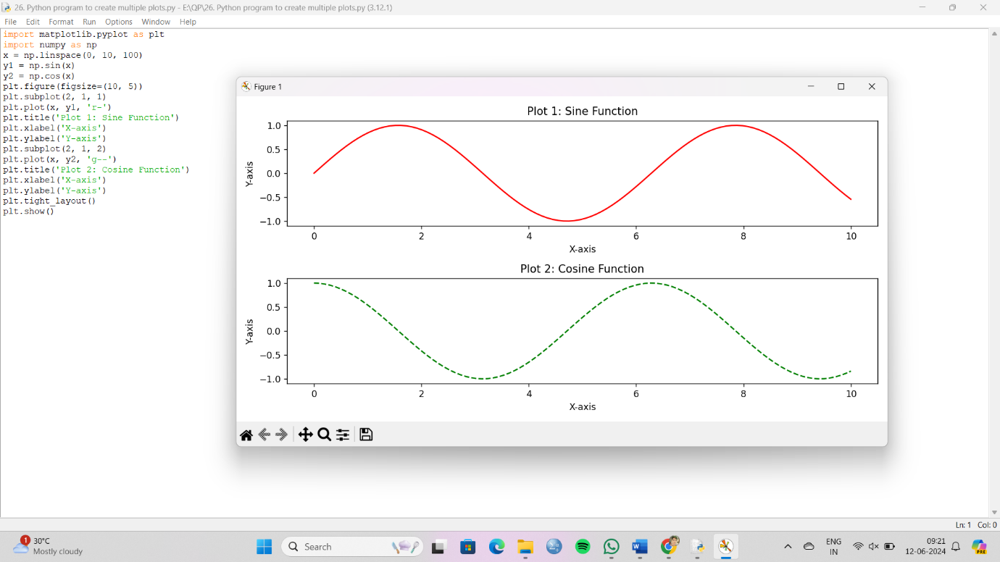 26. Python program to create multiple plots.py - E:\QP\26. Python program to create multiple plots.py (3.12.1)
File Edit Format Run Options Window Help
import matplotlib.pyplot as plt
import numpy as np
x = np.linspace(0, 10, 100)
y1 = np.sin(x)
y2 = np.cos(x)
plt.figure(figsize=(10, 5))
plt.subplot(2, 1, 1)
plt.plot(x, y1, 'r-')
plt.title('Plot 1: Sine Function')
plt.xlabel('X-axis')
plt.ylabel('Y-axis')
plt.subplot(2, 1, 2)
plt.plot(x, y2, 'g--')
plt.title('Plot 2: Cosine Function')
plt.xlabel('X-axis')
plt.ylabel('Y-axis')
plt.tight_layout()
plt.show()
Figure 1
Plot 1: Sine Function
Y-axis
1.0
0.5
0.0
−0.5
−1.0
0 2 4 6 8 10
X-axis
Plot 2: Cosine Function
Y-axis
1.0
0.5
0.0
−0.5
−1.0
0 2 4 6 8 10
X-axis
Ln: 1 Col: 0
1
30°C
Mostly cloudy
Search
W
ENG
IN
09:21
12-06-2024
PRE